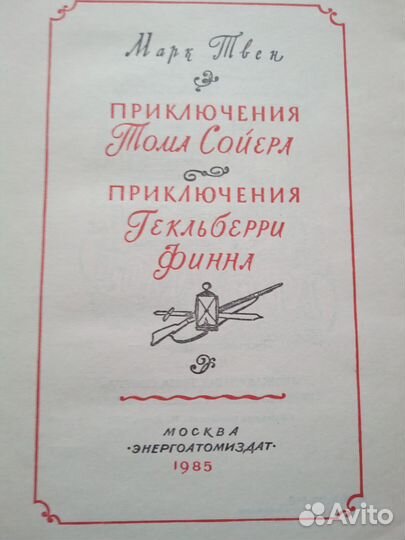 Марк Твен
ПРИКЛЮЧЕНИЯ
Тома Сойера
ПРИКЛЮЧЕНИЯ
Гекльберри
Финна
МОСКВА
·ЭНЕРГОАТОМИЗДАТ·
1985
Avito